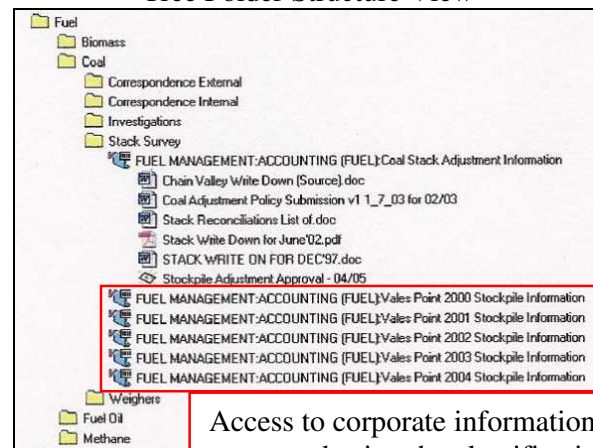 Tree Folder Structure View
Fuel
Biomass
Coal
Correspondence External
Correspondence Internal
Investigations
Stack Survey
FUEL MANAGEMENT:ACCOUNTING (FUEL):Coal Stack Adjustment Information
Chain Valley Write Down (Source).doc
Coal Adjustment Policy Submission v1 1_7_03 for 02/03
Stack Reconciliations List of.doc
Stack Write Down for June'02.pdf
STACK WRITE ON FOR DEC'97.doc
Stockpile Adjustment Approval - 04/05
FUEL MANAGEMENT:ACCOUNTING (FUEL):Vales Point 2000 Stockpile Information
FUEL MANAGEMENT:ACCOUNTING (FUEL):Vales Point 2001 Stockpile Information
FUEL MANAGEMENT:ACCOUNTING (FUEL):Vales Point 2002 Stockpile Information
FUEL MANAGEMENT:ACCOUNTING (FUEL):Vales Point 2003 Stockpile Information
FUEL MANAGEMENT:ACCOUNTING (FUEL):Vales Point 2004 Stockpile Information
Weighers
Fuel Oil
Methane
Access to corporate information